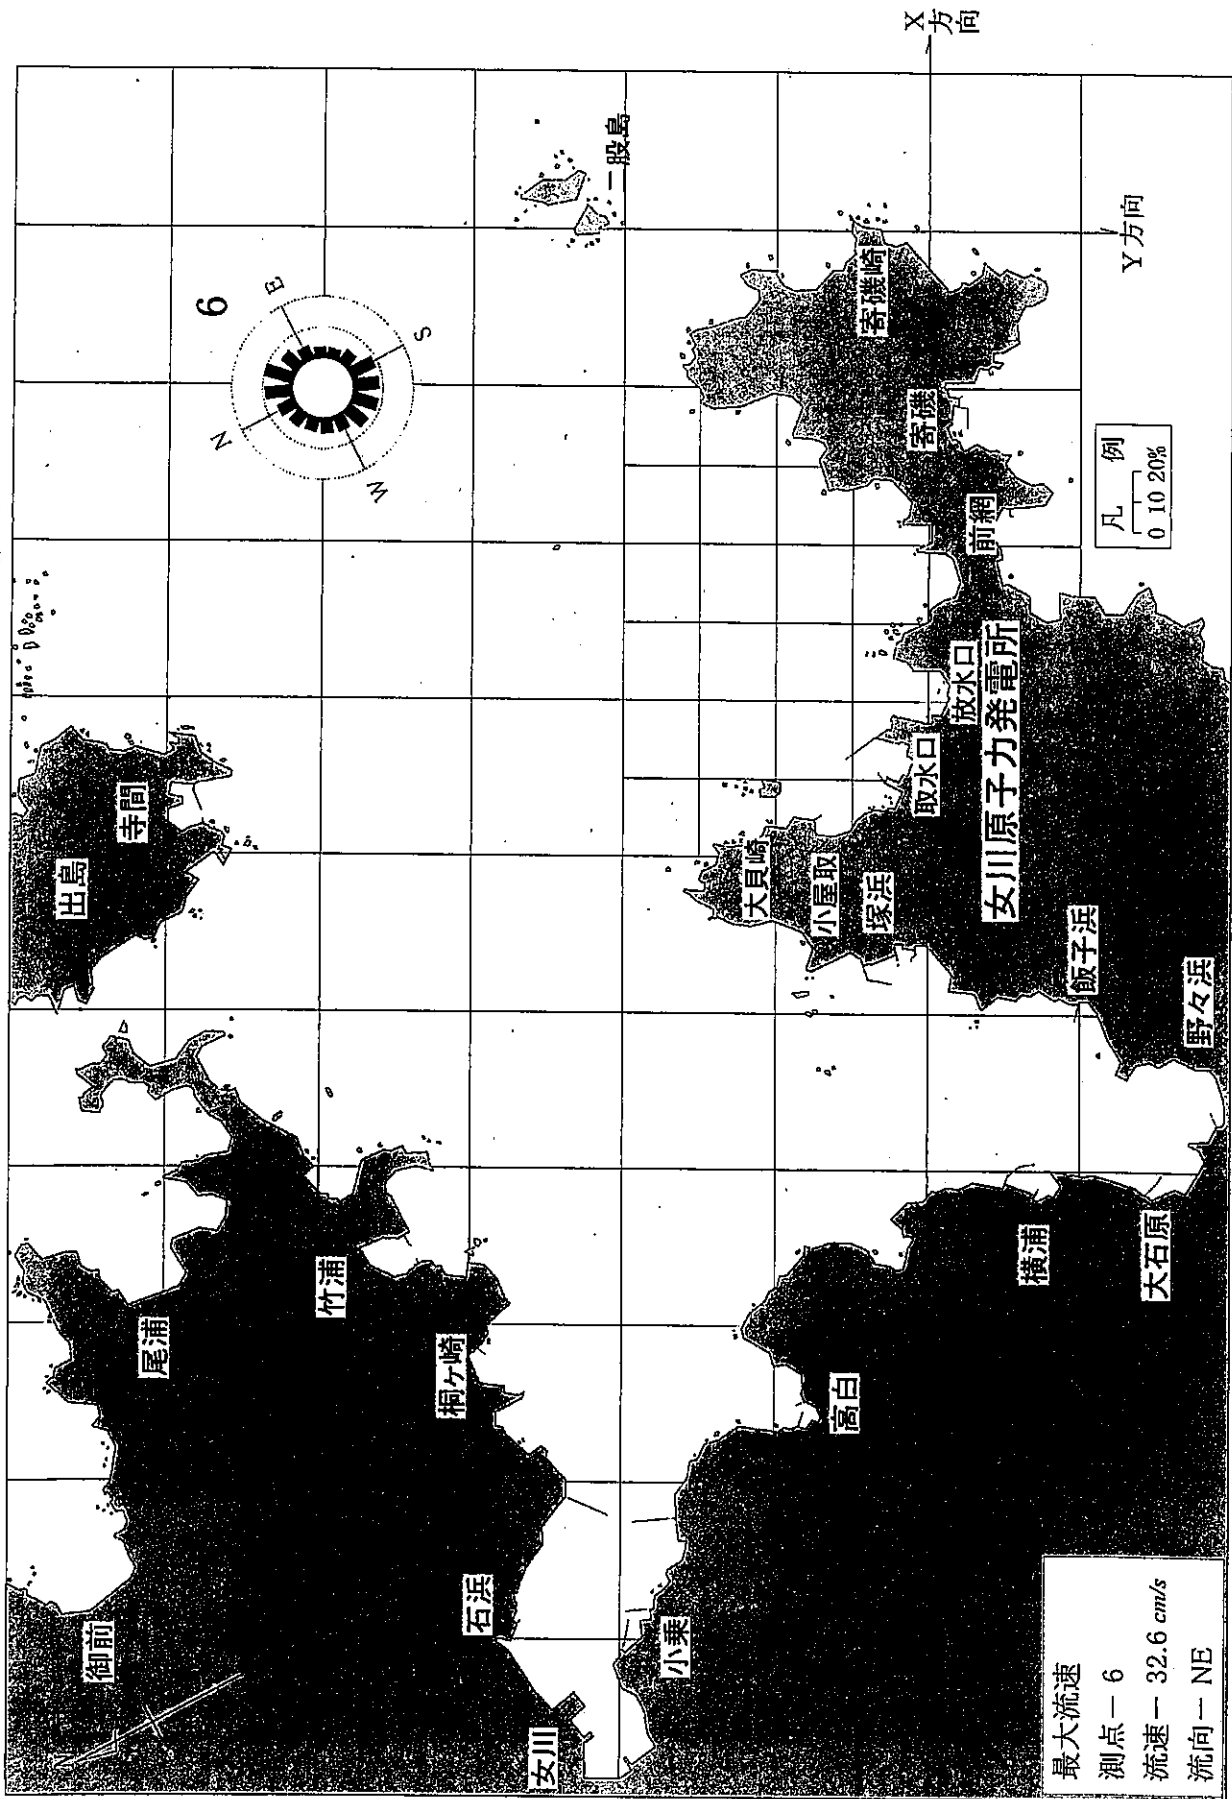 御前
尾浦
出島
寺間
竹浦
6
N
E
S
W
石浜
桐ヶ崎
女川
二股島
小乗
高白
大貝崎
小屋取
塚浜
取水口
放水口
女川原子力発電所
前網
寄磯
寄磯崎
X
方向
Y方向
横浦
大石原
飯子浜
野々浜
N
凡 例
0 10 20%
最大流速
測点－6
流速－32.6 cm/s
流向－NE